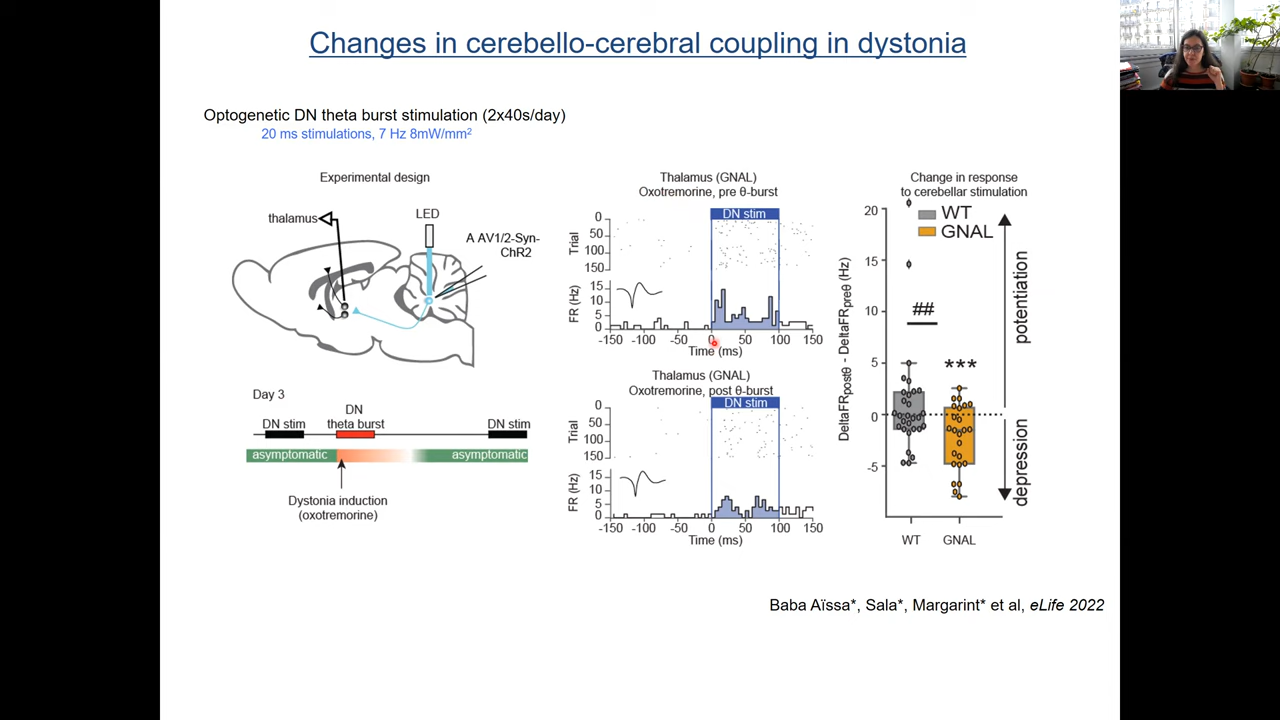 Changes in cerebello-cerebral coupling in dystonia
Optogenetic DN theta burst stimulation (2x40s/day)
20 ms stimulations, 7 Hz 8mW/mm²
Experimental design
thalamus
LED
A AV1/2-Syn-
ChR2
Day 3
DN stim
DN
theta burst
DN stim
asymptomatic
asymptomatic
Dystonia induction
(oxotremorine)
Thalamus (GNAL)
Oxotremorine, pre θ-burst
DN stim
Trial
0
50
100
150
FR (Hz)
15
10
5
0
-150 -100 -50 0 50 100 150
Time (ms)
Thalamus (GNAL)
Oxotremorine, post θ-burst
DN stim
Trial
0
50
100
150
FR (Hz)
15
10
5
0
-150 -100 -50 0 50 100 150
Time (ms)
Change in response
to cerebellar stimulation
WT
GNAL
DeltaFRpostθ - DeltaFRpreθ (Hz)
20
15
10
5
0
-5
##
***
potentiation
depression
WT GNAL
Baba Aïssa*, Sala*, Margarint* et al, eLife 2022